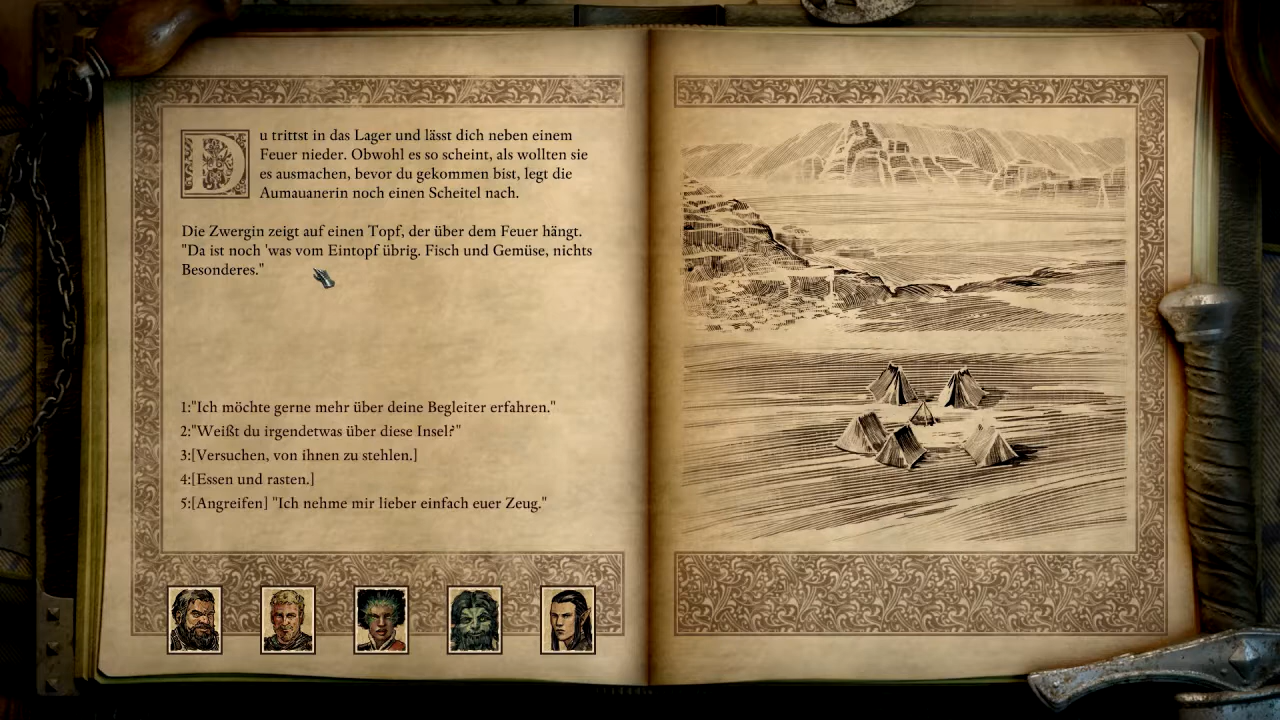 Du trittst in das Lager und lässt dich neben einem
Feuer nieder. Obwohl es so scheint, als wollten sie
es ausmachen, bevor du gekommen bist, legt die
Aumauanerin noch einen Scheitel nach.
Die Zwergin zeigt auf einen Topf, der über dem Feuer hängt.
"Da ist noch 'was vom Eintopf übrig. Fisch und Gemüse, nichts
Besonderes."
1:"Ich möchte gerne mehr über deine Begleiter erfahren."
2:"Weißt du irgendetwas über diese Insel?"
3:[Versuchen, von ihnen zu stehlen.]
4:[Essen und rasten.]
5:[Angreifen] "Ich nehme mir lieber einfach euer Zeug."